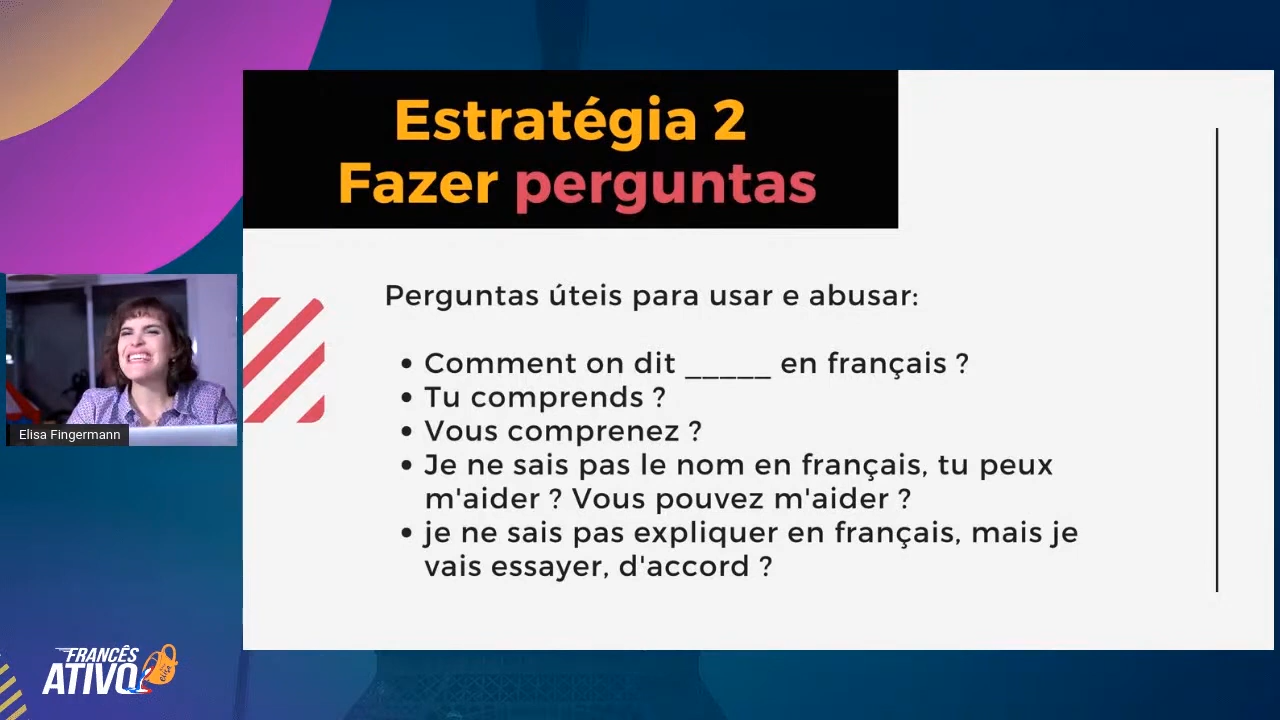 Estratégia 2
Fazer perguntas
Perguntas úteis para usar e abusar:
• Comment on dit _____ en français ?
• Tu comprends ?
• Vous comprenez ?
• Je ne sais pas le nom en français, tu peux
m'aider ? Vous pouvez m'aider ?
• je ne sais pas expliquer en français, mais je
vais essayer, d'accord ?
Elisa Fingermann
FRANCÊS
ATIVO